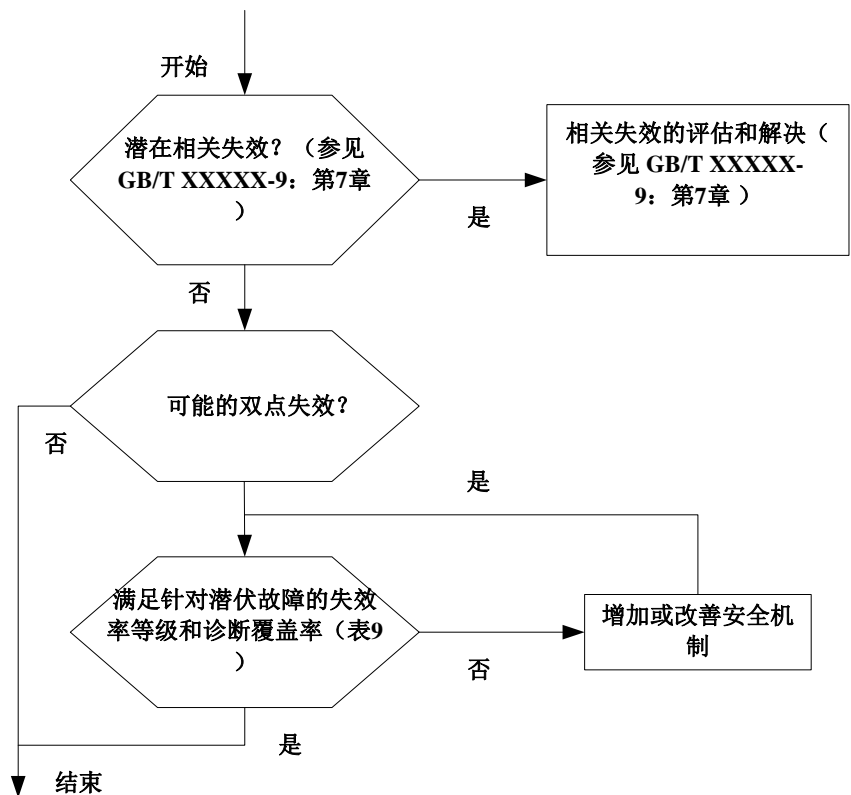 开始
潜在相关失效？（参见
GB/T XXXXX-9：第7章
）
相关失效的评估和解决（
参见 GB/T XXXXX-
9：第7章 ）
是
否
可能的双点失效？
否
是
满足针对潜伏故障的失效
率等级和诊断覆盖率（表9
）
增加或改善安全机
制
否
是
结束